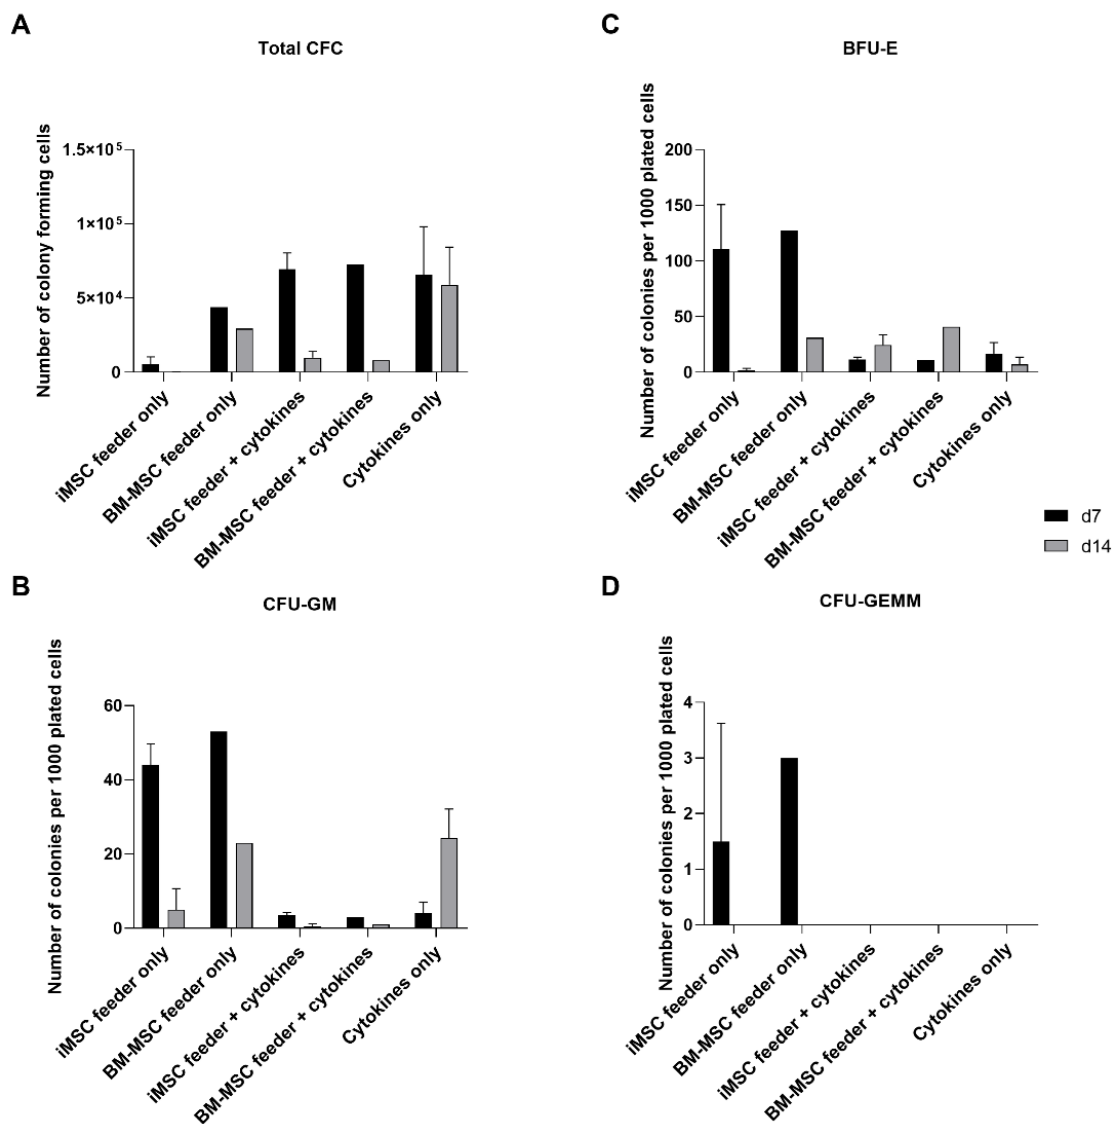 A
Total CFC
Number of colony forming cells
1.5×10⁵
1×10⁵
5×10⁴
0
iMSC feeder only
BM-MSC feeder only
iMSC feeder + cytokines
BM-MSC feeder + cytokines
Cytokines only
C
BFU-E
Number of colonies per 1000 plated cells
200
150
100
50
0
iMSC feeder only
BM-MSC feeder only
iMSC feeder + cytokines
BM-MSC feeder + cytokines
Cytokines only
d7
d14
B
CFU-GM
Number of colonies per 1000 plated cells
60
40
20
0
iMSC feeder only
BM-MSC feeder only
iMSC feeder + cytokines
BM-MSC feeder + cytokines
Cytokines only
D
CFU-GEMM
Number of colonies per 1000 plated cells
4
3
2
1
0
iMSC feeder only
BM-MSC feeder only
iMSC feeder + cytokines
BM-MSC feeder + cytokines
Cytokines only